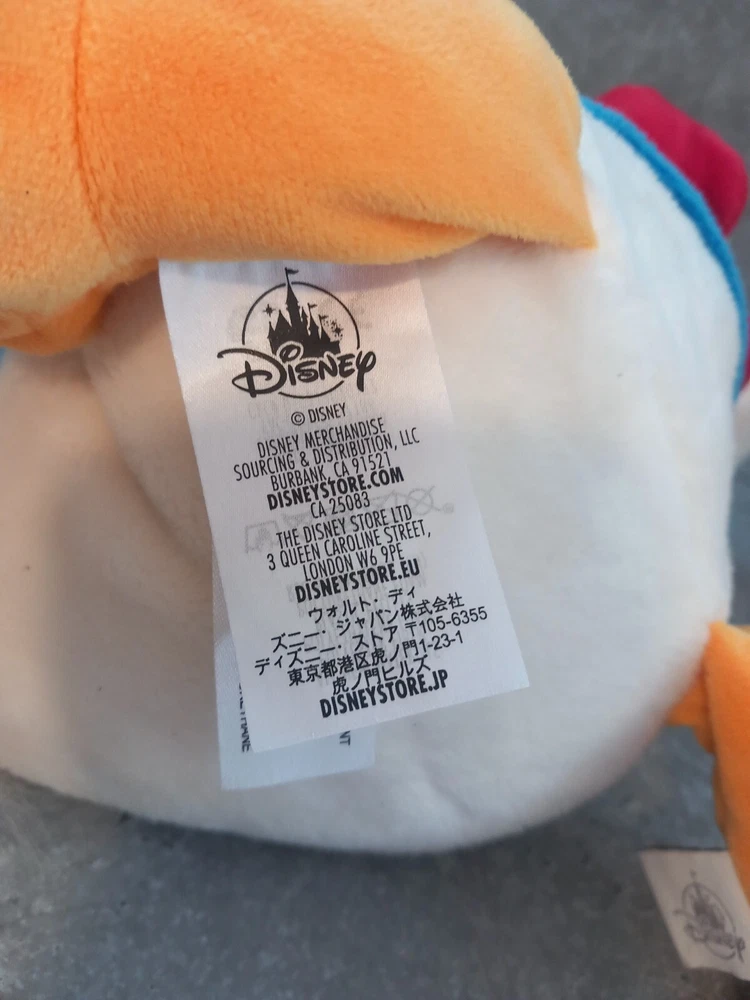 DISNEY
© DISNEY
DISNEY MERCHANDISE
SOURCING & DISTRIBUTION, LLC
BURBANK, CA 91521
DISNEYSTORE.COM
CA 25083
THE DISNEY STORE LTD
3 QUEEN CAROLINE STREET,
LONDON W6 9PE
DISNEYSTORE.EU
ウォルト・ディ
ズニー・ジャパン株式会社
ディズニー・ストア 〒105-6355
東京都港区虎ノ門1-23-1
虎ノ門ヒルズ
DISNEYSTORE.JP
DISNEY